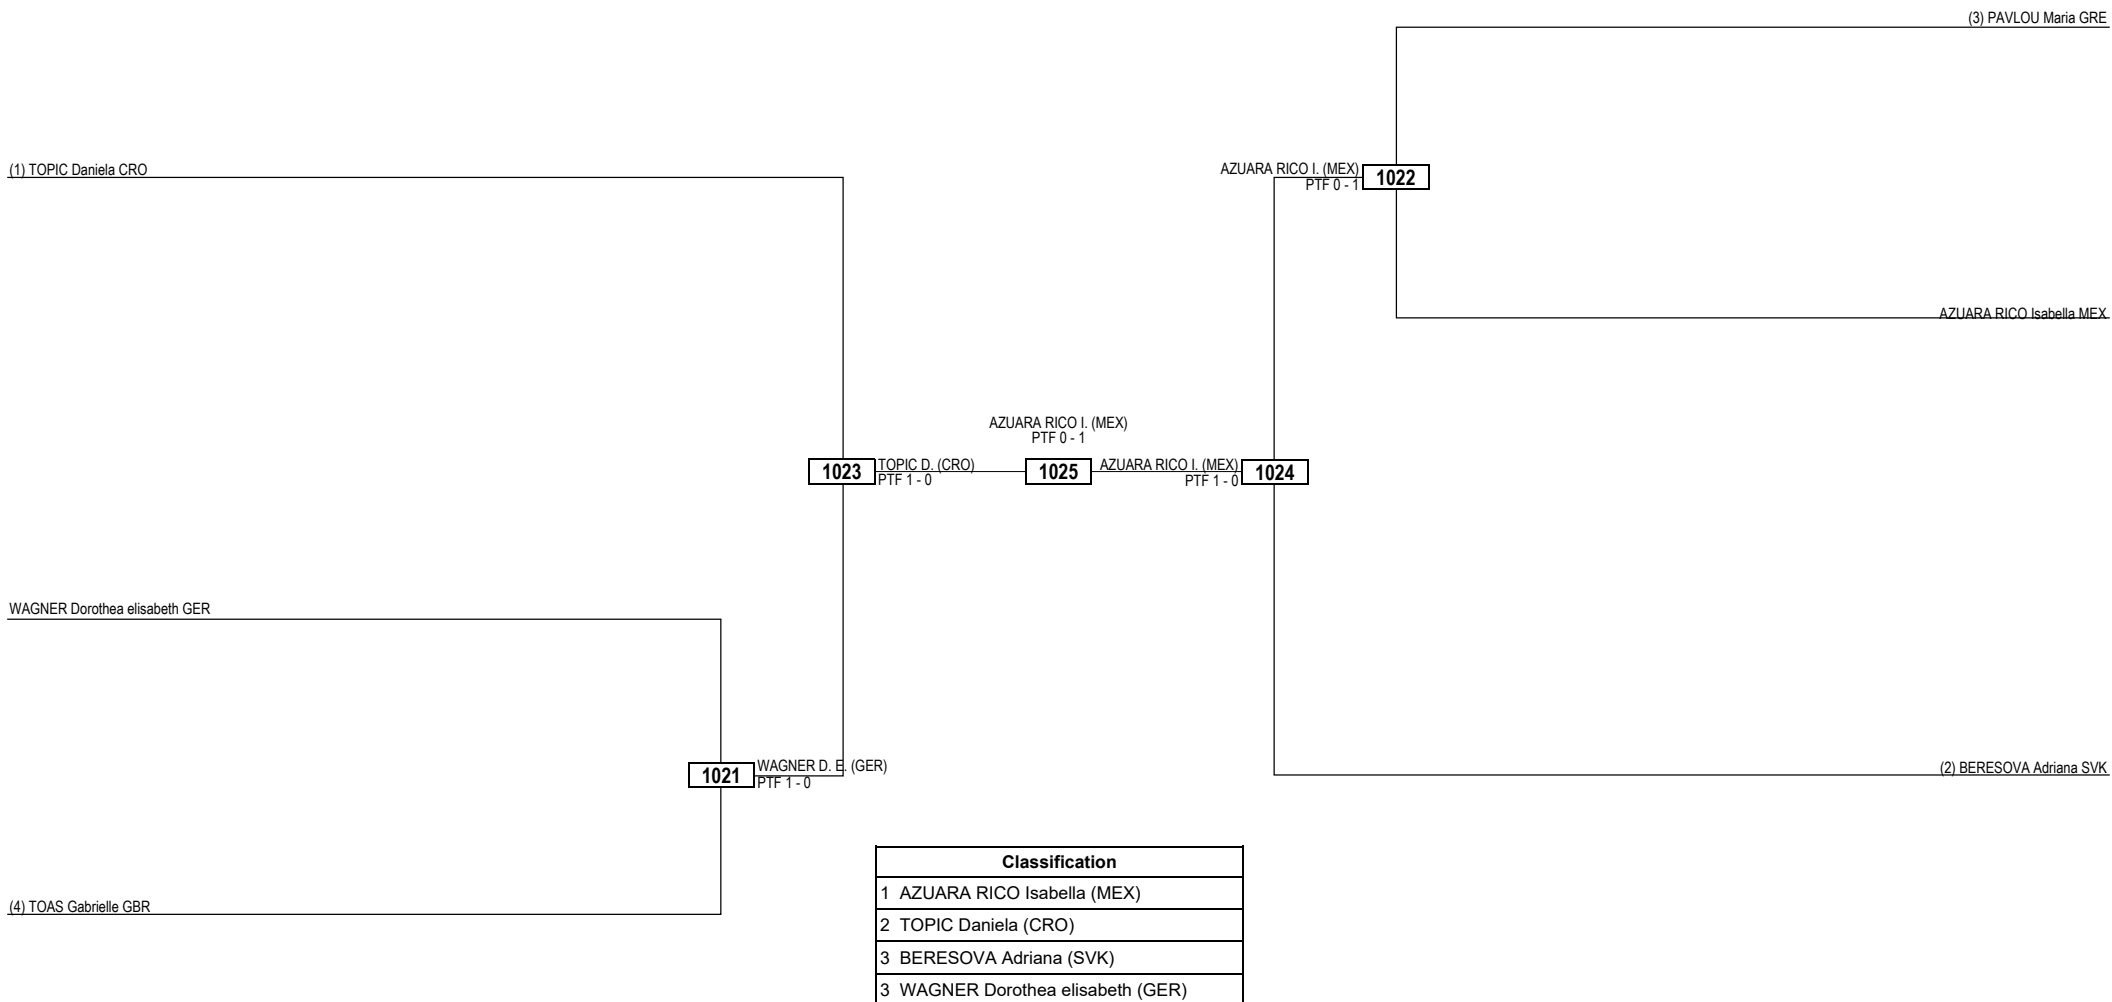 (3) PAVLOU Maria GRE
(1) TOPIC Daniela CRO
AZUARA RICO I. (MEX)
PTF 0 - 1
1022
AZUARA RICO Isabella MEX
AZUARA RICO I. (MEX)
PTF 0 - 1
1023
TOPIC D. (CRO)
PTF 1 - 0
1025
AZUARA RICO I. (MEX)
PTF 1 - 0
1024
WAGNER Dorothea elisabeth GER
1021
WAGNER D. E. (GER)
PTF 1 - 0
(2) BERESOVA Adriana SVK
(4) TOAS Gabrielle GBR
Classification
1 AZUARA RICO Isabella (MEX)
2 TOPIC Daniela (CRO)
3 BERESOVA Adriana (SVK)
3 WAGNER Dorothea elisabeth (GER)